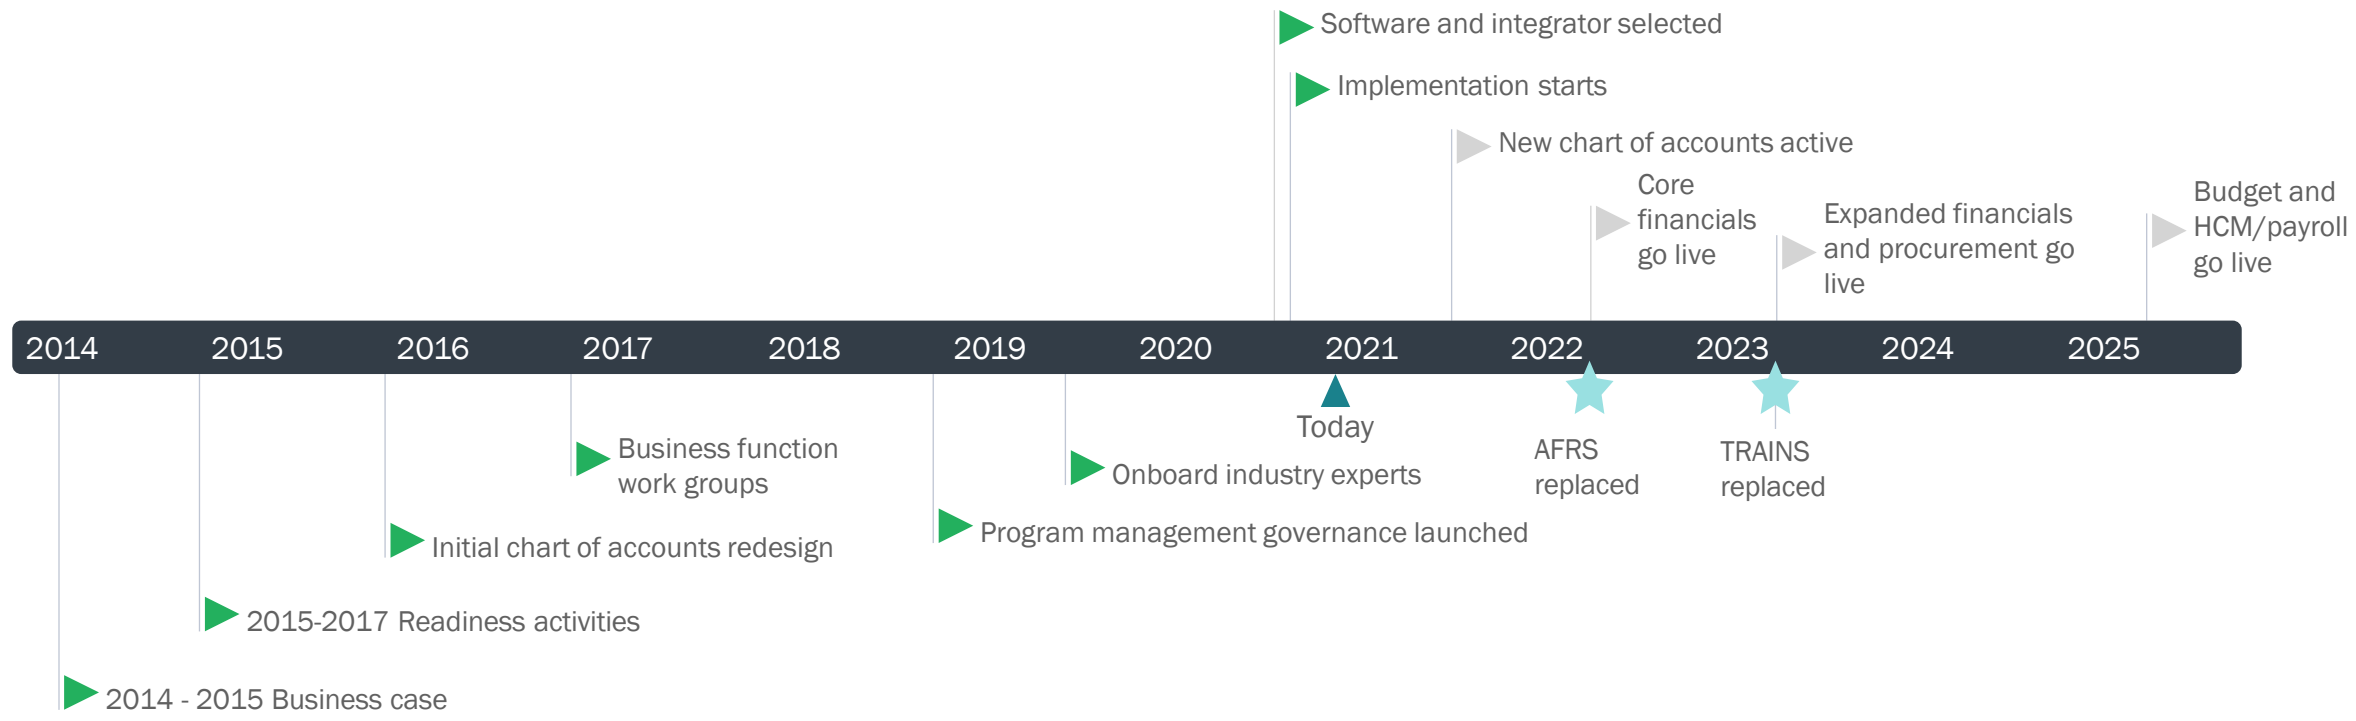 Software and integrator selected
Implementation starts
New chart of accounts active
Core
financials
go live
Expanded financials
and procurement go
live
Budget and
HCM/payroll
go live
2014 2015 2016 2017 2018 2019 2020 2021 2022 2023 2024 2025
Today
AFRS
replaced
TRAINS
replaced
Business function
work groups
Onboard industry experts
Program management governance launched
Initial chart of accounts redesign
2015-2017 Readiness activities
2014 - 2015 Business case